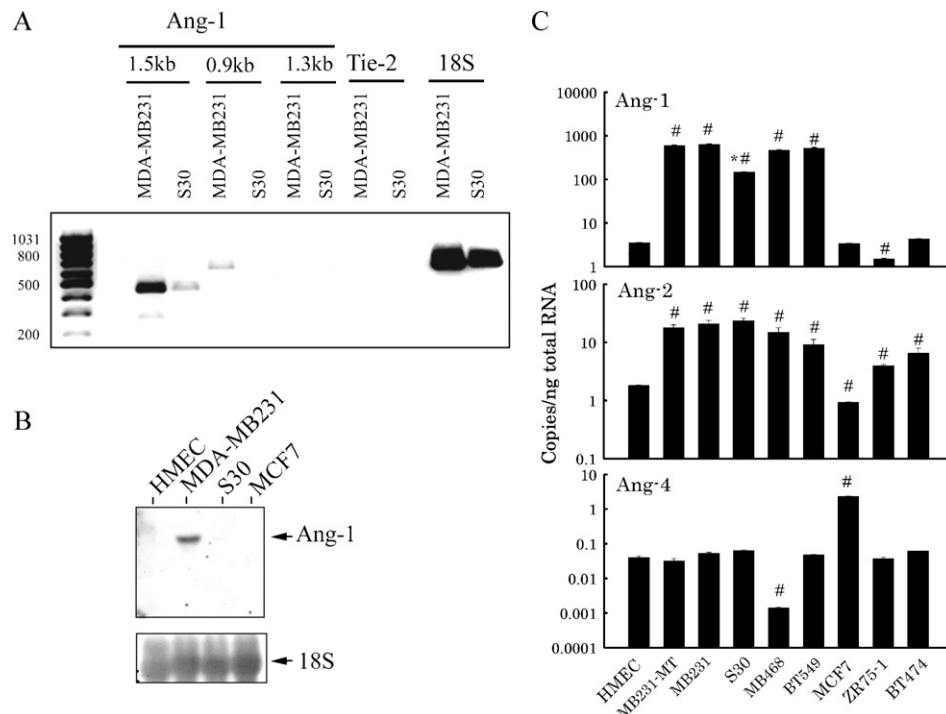 A
Ang-1
1.5kb 0.9kb 1.3kb Tie-2 18S
MDA-MB231 S30 MDA-MB231 S30 MDA-MB231 S30 MDA-MB231 S30 MDA-MB231 S30
1031
800
500
200
B
HMEC MDA-MB231 S30 MCF7
Ang-1
18S
C
Copies/ng total RNA
Ang-1
10000
1000
100
10
1
# # *# # # #
Ang-2
100
10
1
0.1
# # # # # # # #
Ang-4
1
0.1
0.01
0.001
0.0001
# #
HMEC MB231-MT MB231 S30 MB468 BT549 MCF7 ZR75-1 BT474